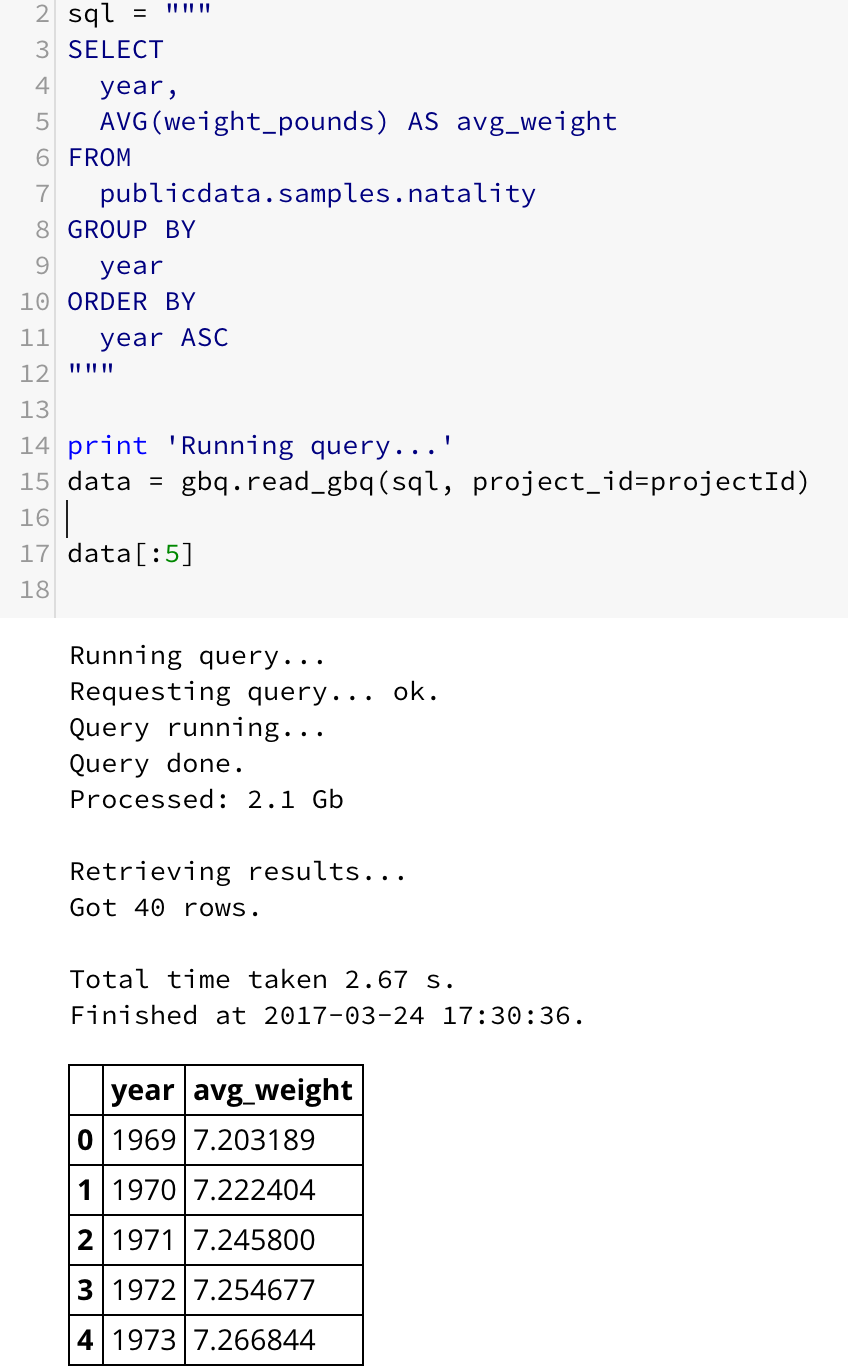 2 sql = """
3 SELECT
4   year,
5   AVG(weight_pounds) AS avg_weight
6 FROM
7   publicdata.samples.natality
8 GROUP BY
9   year
10 ORDER BY
11   year ASC
12 """
13
14 print 'Running query...'
15 data = gbq.read_gbq(sql, project_id=projectId)
16
17 data[:5]
18
Running query...
Requesting query... ok.
Query running...
Query done.
Processed: 2.1 Gb
Retrieving results...
Got 40 rows.
Total time taken 2.67 s.
Finished at 2017-03-24 17:30:36.
year avg_weight
0 1969 7.203189
1 1970 7.222404
2 1971 7.245800
3 1972 7.254677
4 1973 7.266844